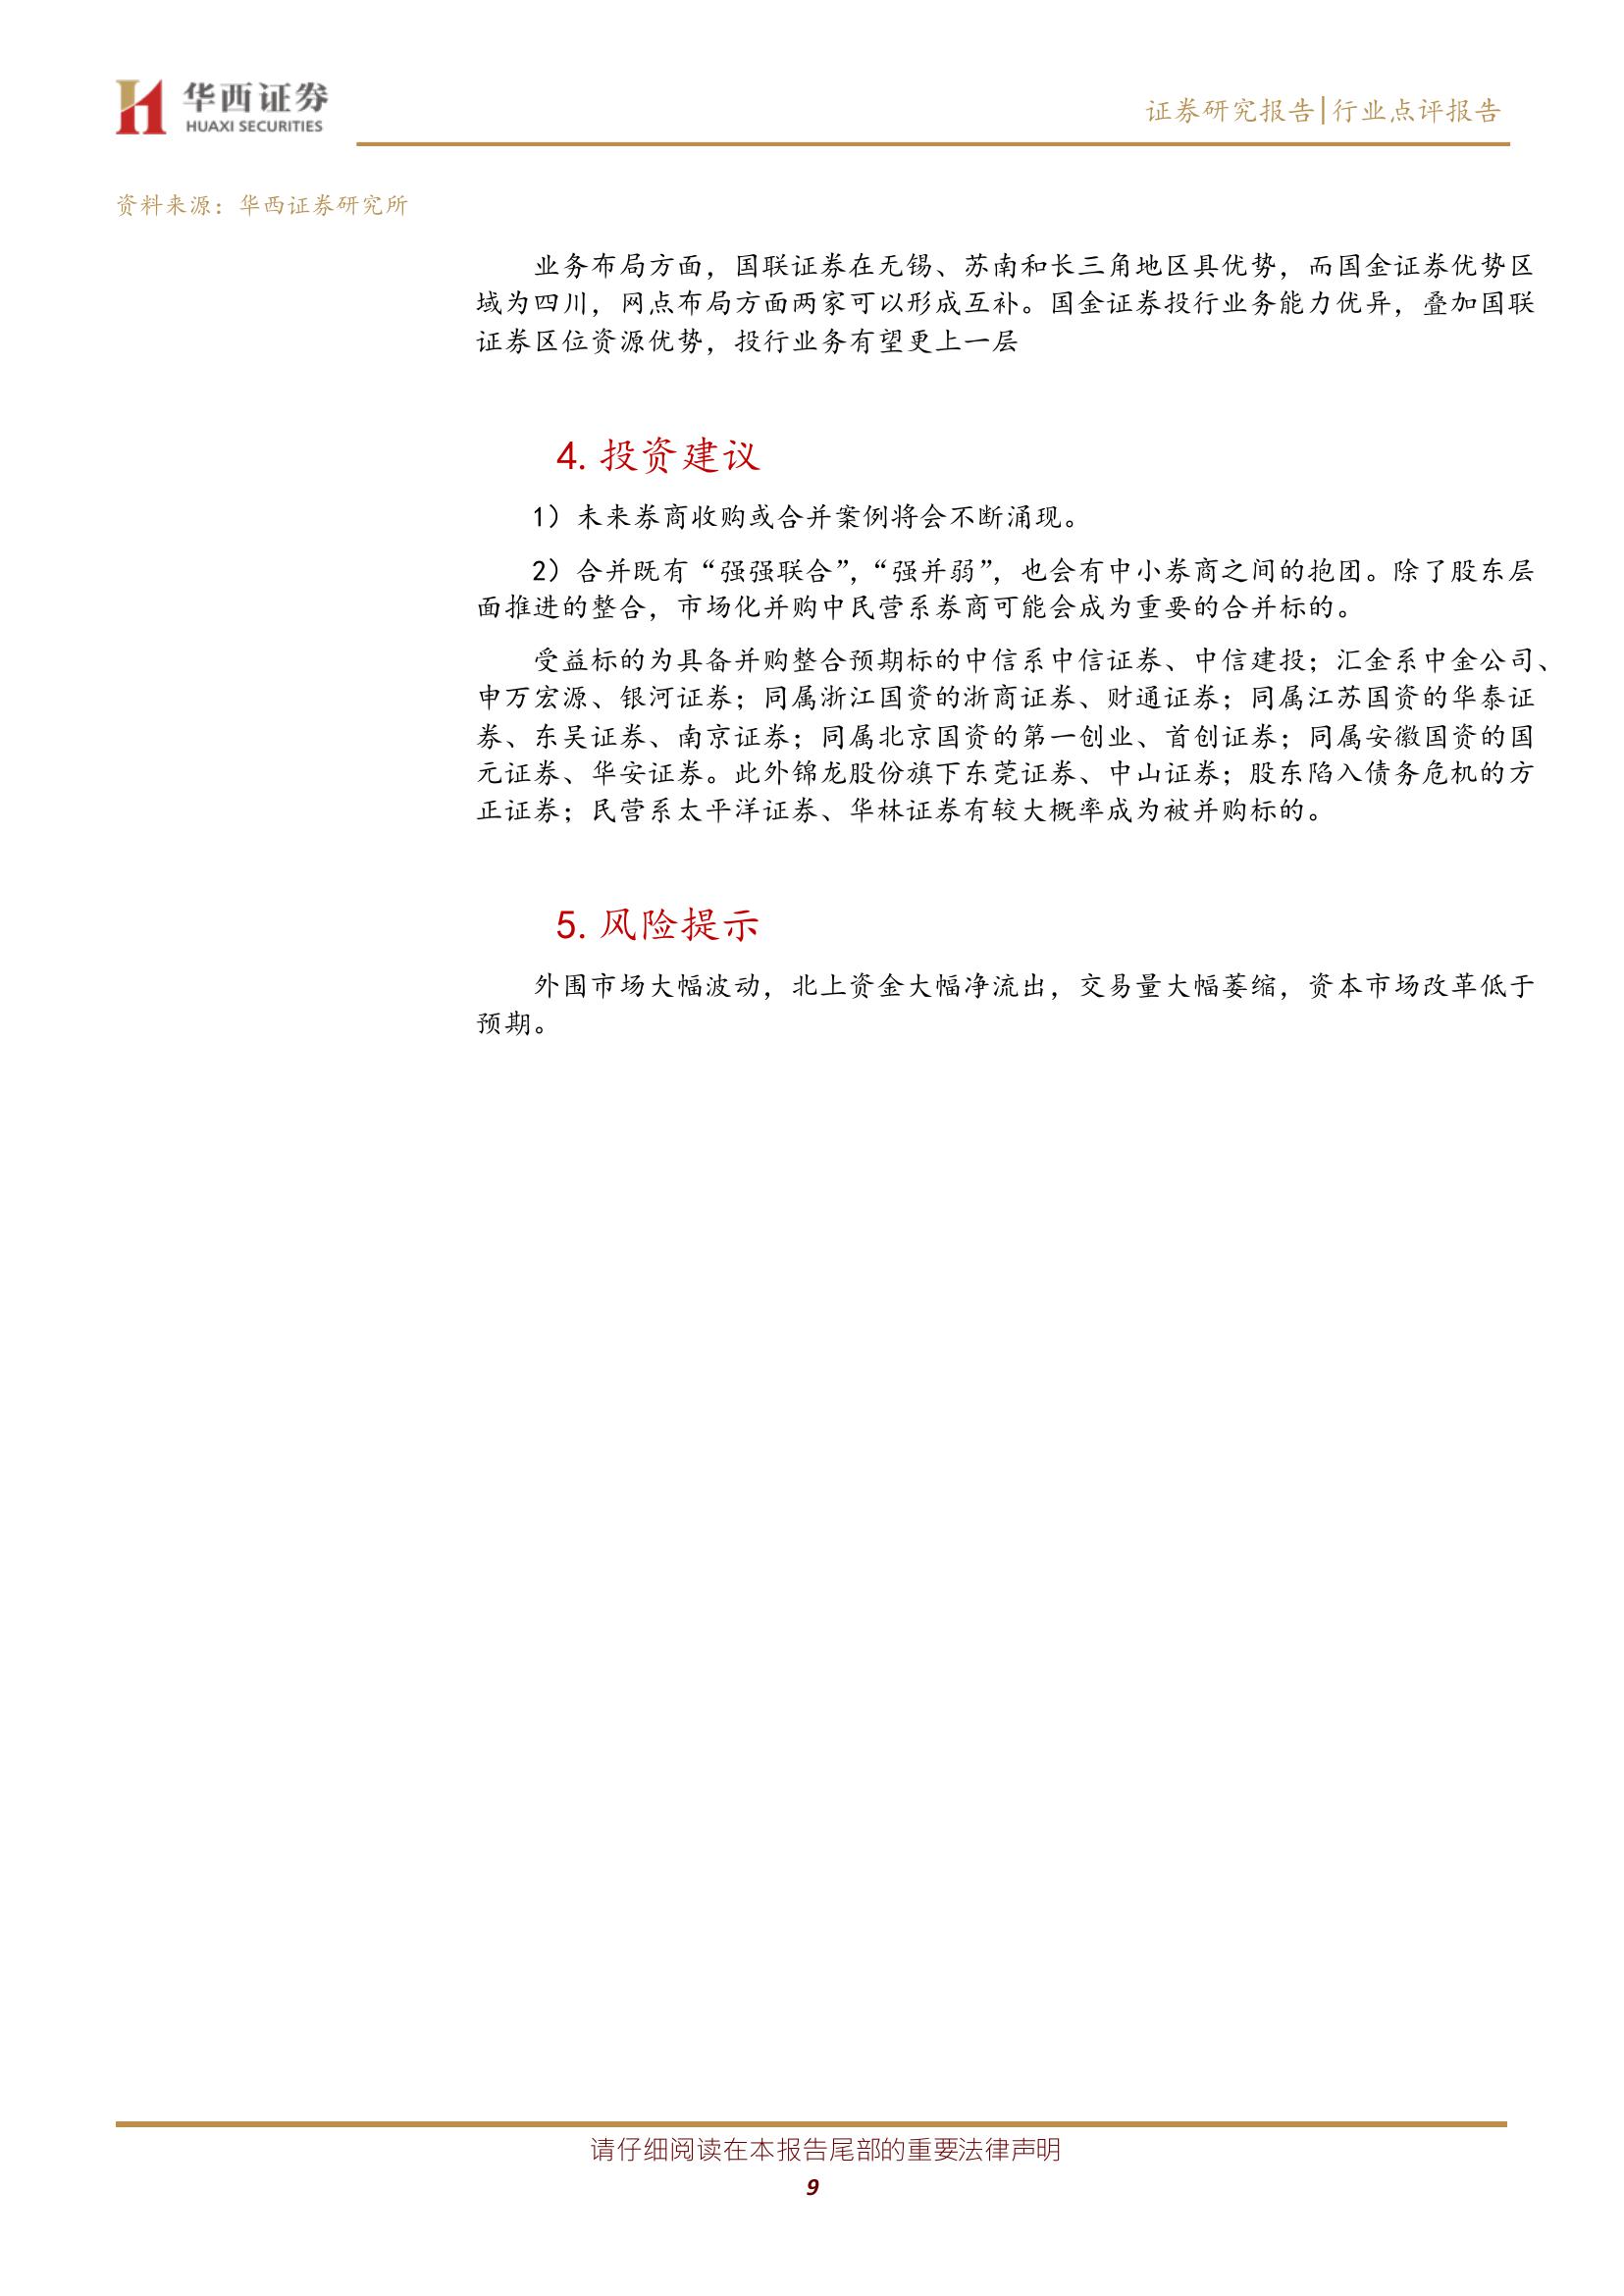 华西证券
HUAXI SECURITIES
证券研究报告|行业点评报告
资料来源：华西证券研究所
业务布局方面，国联证券在无锡、苏南和长三角地区具优势，而国金证券优势区
域为四川，网点布局方面两家可以形成互补。国金证券投行业务能力优异，叠加国联
证券区位资源优势，投行业务有望更上一层
4. 投资建议
1）未来券商收购或合并案例将会不断涌现。
2）合并既有“强强联合”，“强并弱”，也会有中小券商之间的抱团。除了股东层
面推进的整合，市场化并购中民营系券商可能会成为重要的合并标的。
受益标的为具备并购整合预期标的中信系中信证券、中信建投；汇金系中金公司、
申万宏源、银河证券；同属浙江国资的浙商证券、财通证券；同属江苏国资的华泰证
券、东吴证券、南京证券；同属北京国资的第一创业、首创证券；同属安徽国资的国
元证券、华安证券。此外锦龙股份旗下东莞证券、中山证券；股东陷入债务危机的方
正证券；民营系太平洋证券、华林证券有较大概率成为被并购标的。
5. 风险提示
外围市场大幅波动，北上资金大幅净流出，交易量大幅萎缩，资本市场改革低于
预期。
请仔细阅读在本报告尾部的重要法律声明
9